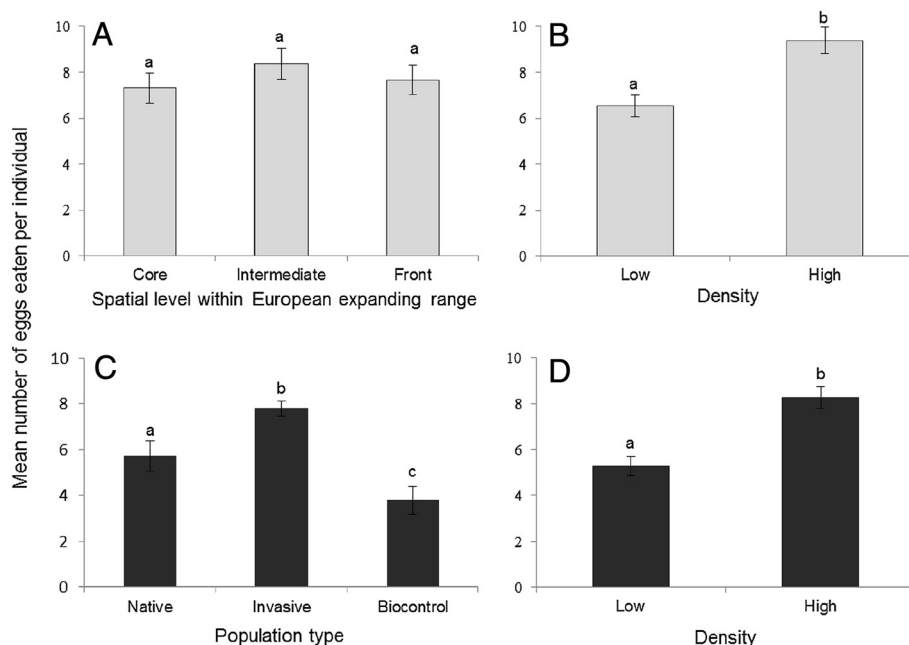 Mean number of eggs eaten per individual
A
10
8
6
4
2
0
a a a
Core Intermediate Front
Spatial level within European expanding range
B
10
8
6
4
2
0
a b
Low High
Density
C
10
8
6
4
2
0
a b c
Native Invasive Biocontrol
Population type
D
10
8
6
4
2
0
a b
Low High
Density